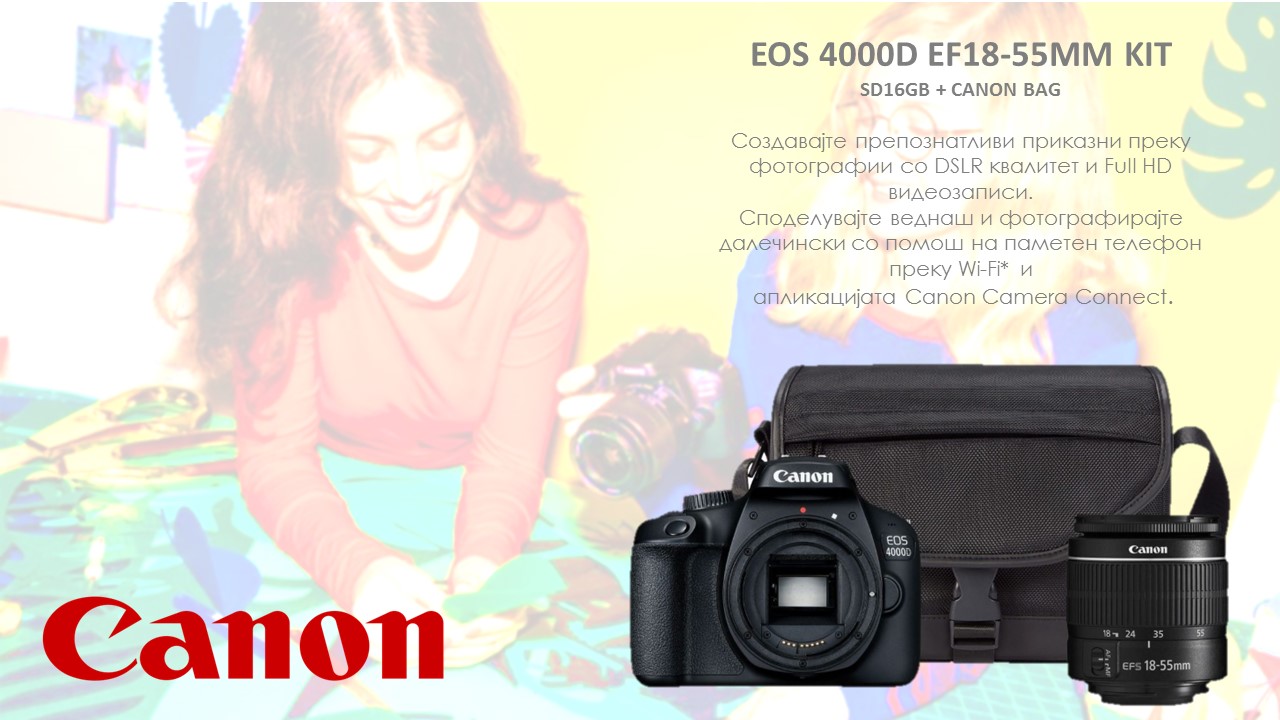 EOS 4000D EF18-55MM KIT
SD16GB + CANON BAG
Создавајте препознатливи приказни преку
фотографии со DSLR квалитет и Full HD
видеозаписи.
Споделувајте веднаш и фотографирајте
далечински со помош на паметен телефон
преку Wi-Fi* и
апликацијата Canon Camera Connect.
Canon
EOS
4000D
Canon
18 24 35 55
AF MF
EFS 18-55mm
Canon